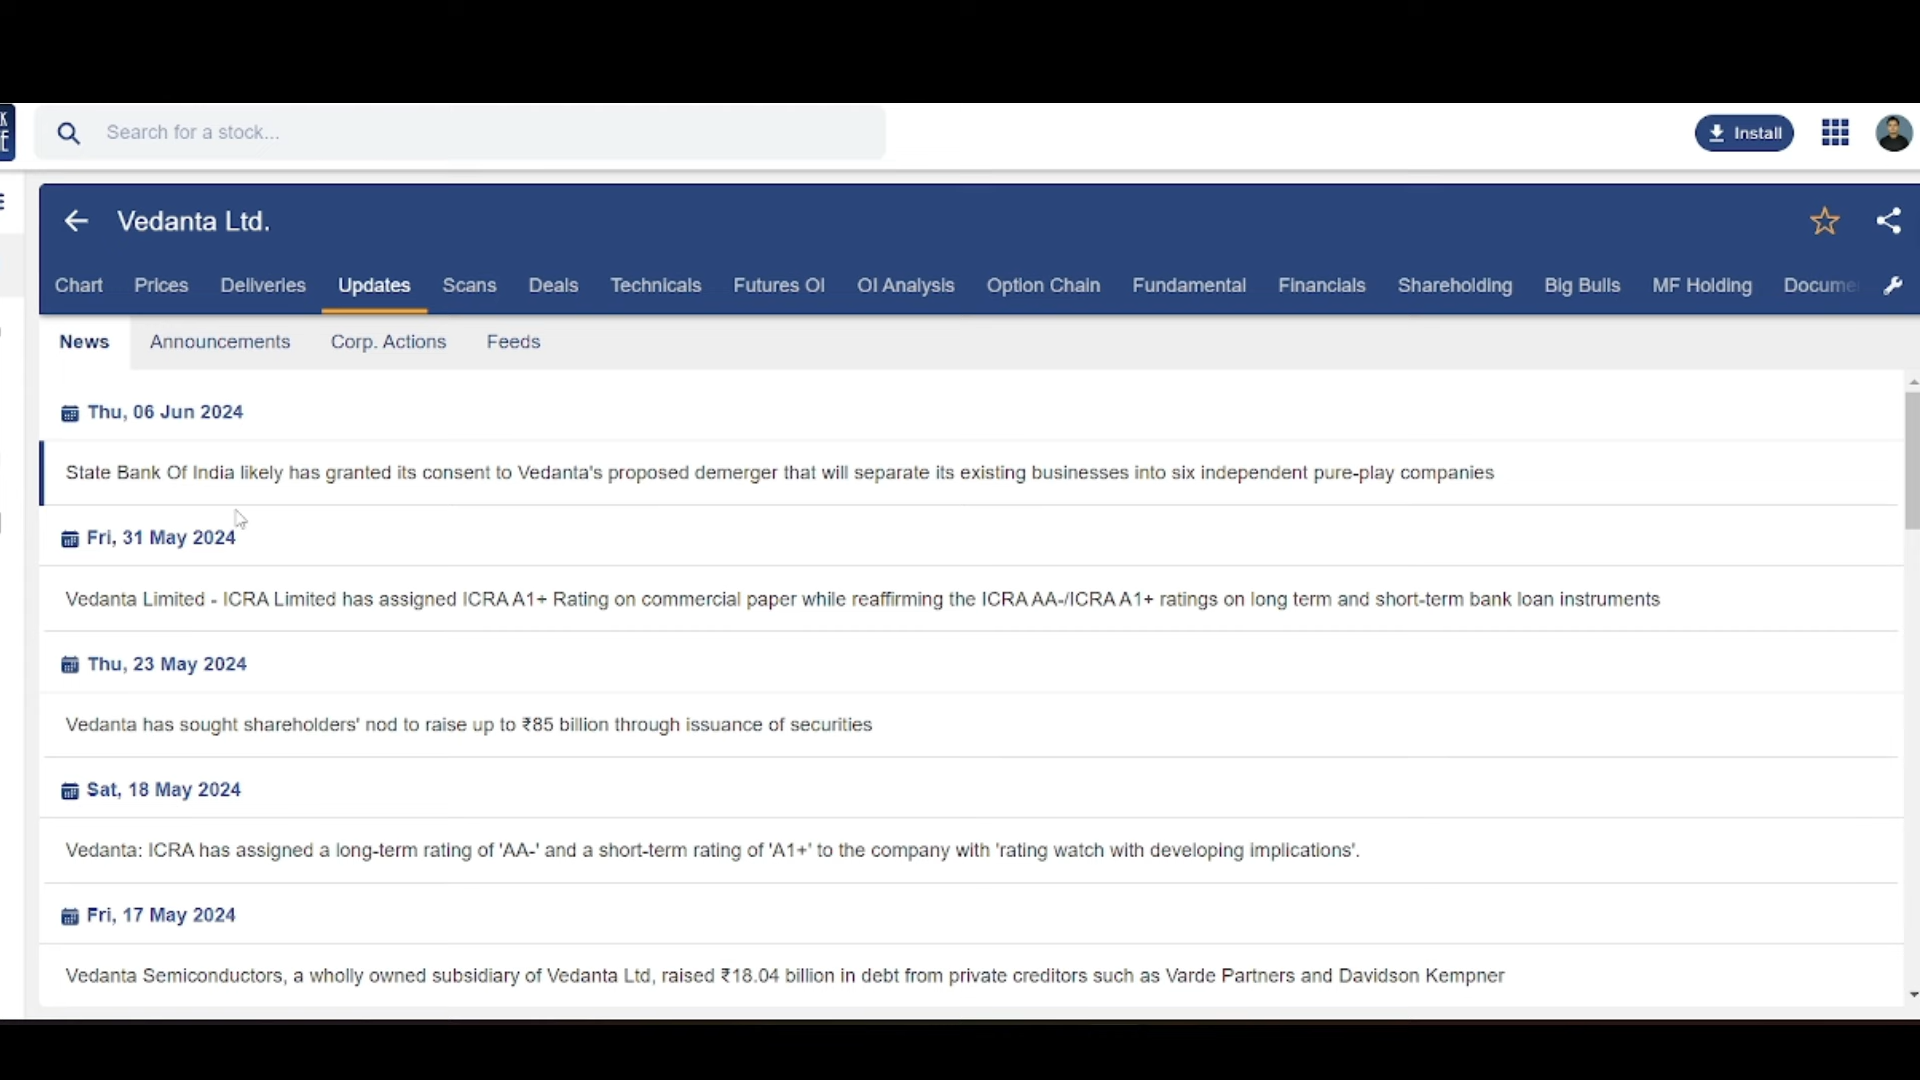 Search for a stock...
Install
Vedanta Ltd.
Chart Prices Deliveries Updates Scans Deals Technicals Futures OI OI Analysis Option Chain Fundamental Financials Shareholding Big Bulls MF Holding Docume
News Announcements Corp. Actions Feeds
Thu, 06 Jun 2024
State Bank Of India likely has granted its consent to Vedanta's proposed demerger that will separate its existing businesses into six independent pure-play companies
Fri, 31 May 2024
Vedanta Limited - ICRA Limited has assigned ICRA A1+ Rating on commercial paper while reaffirming the ICRA AA-/ICRA A1+ ratings on long term and short-term bank loan instruments
Thu, 23 May 2024
Vedanta has sought shareholders' nod to raise up to ₹85 billion through issuance of securities
Sat, 18 May 2024
Vedanta: ICRA has assigned a long-term rating of 'AA-' and a short-term rating of 'A1+' to the company with 'rating watch with developing implications'.
Fri, 17 May 2024
Vedanta Semiconductors, a wholly owned subsidiary of Vedanta Ltd, raised ₹18.04 billion in debt from private creditors such as Varde Partners and Davidson Kempner